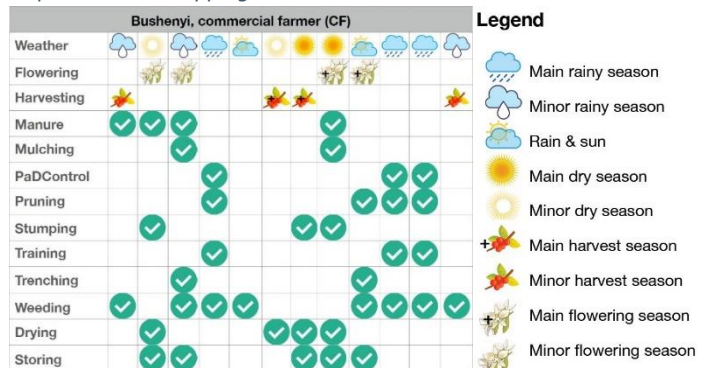 Bushenyi, commercial farmer (CF)
Weather
Flowering
Harvesting
Manure
Mulching
PaDControl
Pruning
Stumping
Training
Trenching
Weeding
Drying
Storing
Legend
Main rainy season
Minor rainy season
Rain & sun
Main dry season
Minor dry season
Main harvest season
Minor harvest season
Main flowering season
Minor flowering season